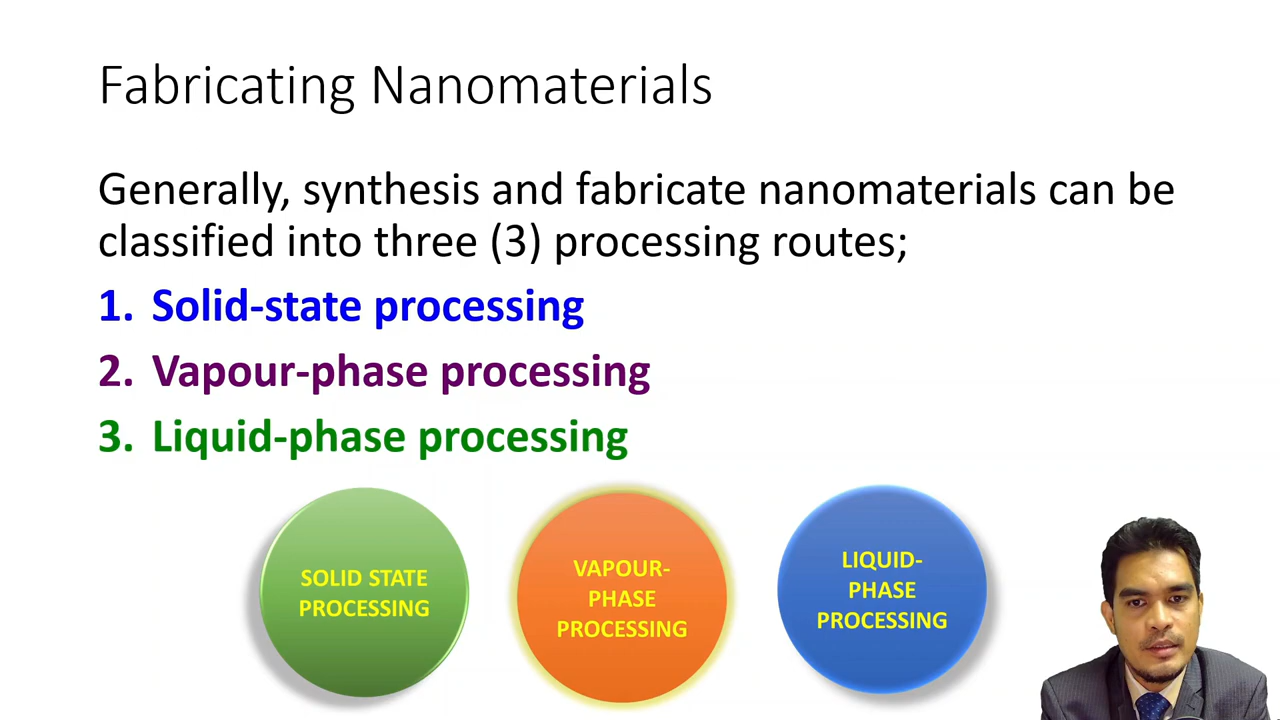 Fabricating Nanomaterials
Generally, synthesis and fabricate nanomaterials can be
classified into three (3) processing routes;
1. Solid-state processing
2. Vapour-phase processing
3. Liquid-phase processing
SOLID STATE
PROCESSING
VAPOUR-
PHASE
PROCESSING
LIQUID-
PHASE
PROCESSING